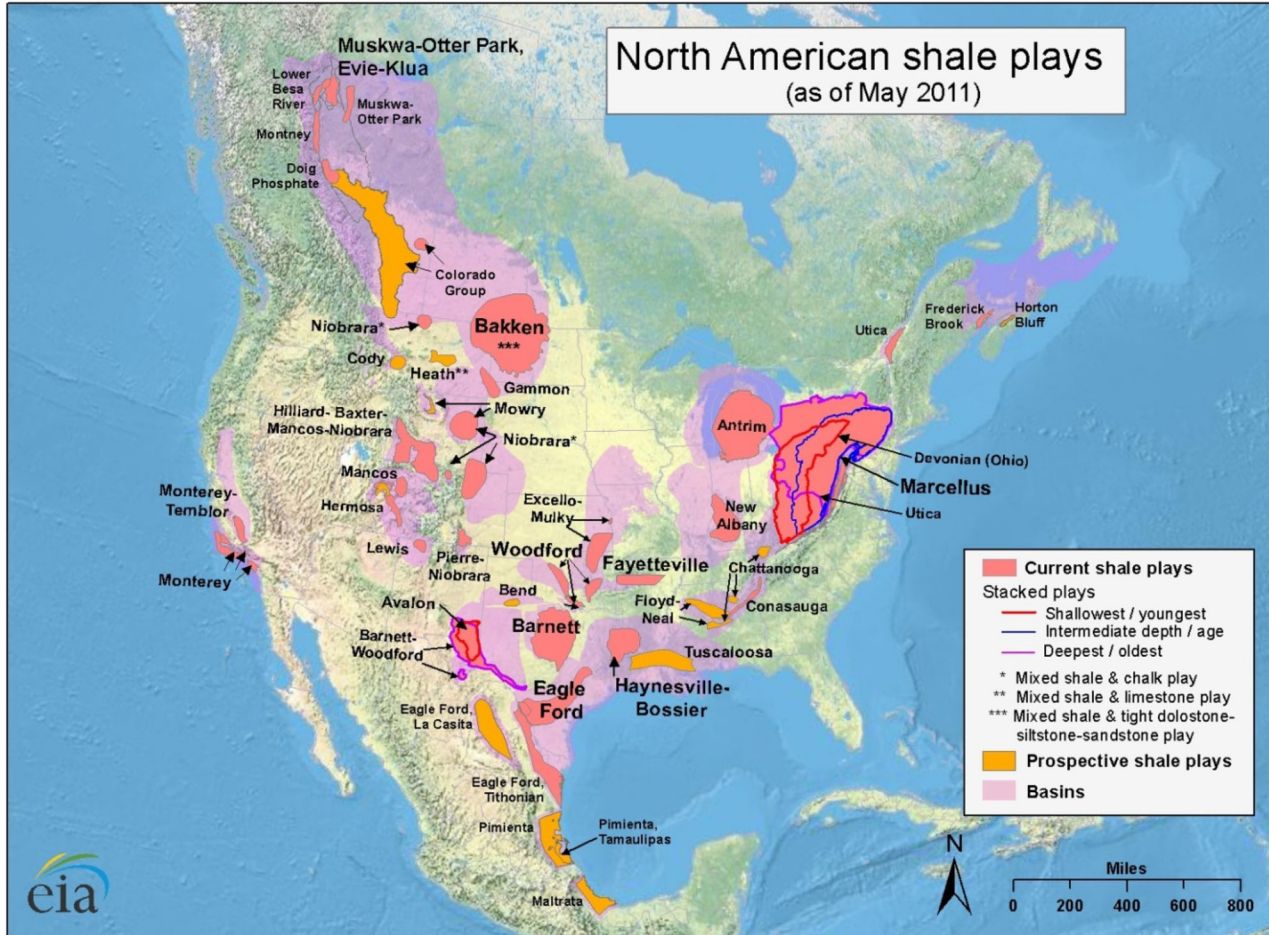 North American shale plays
(as of May 2011)
Muskwa-Otter Park,
Evie-Klua
Lower
Besa
River
Muskwa-
Otter Park
Montney
Doig
Phosphate
Colorado
Group
Niobrara*
Bakken
***
Cody
Heath**
Gammon
Mowry
Hilliard- Baxter-
Mancos-Niobrara
Niobrara*
Mancos
Hermosa
Monterey-
Temblor
Monterey
Lewis
Pierre-
Niobrara
Excello-
Mulky
Woodford
Fayetteville
New
Albany
Antrim
Utica
Frederick
Brook
Horton
Bluff
Devonian (Ohio)
Marcellus
Utica
Chattanooga
Conasauga
Floyd-
Neal
Tuscaloosa
Bend
Avalon
Barnett
Barnett-
Woodford
Eagle
Ford
Haynesville-
Bossier
Eagle Ford,
La Casita
Eagle Ford,
Tithonian
Pimienta
Pimienta,
Tamaulipas
Maltrata
Current shale plays
Stacked plays
Shallowest / youngest
Intermediate depth / age
Deepest / oldest
* Mixed shale & chalk play
** Mixed shale & limestone play
*** Mixed shale & tight dolostone-
siltstone-sandstone play
Prospective shale plays
Basins
N
Miles
0 200 400 600 800
eia